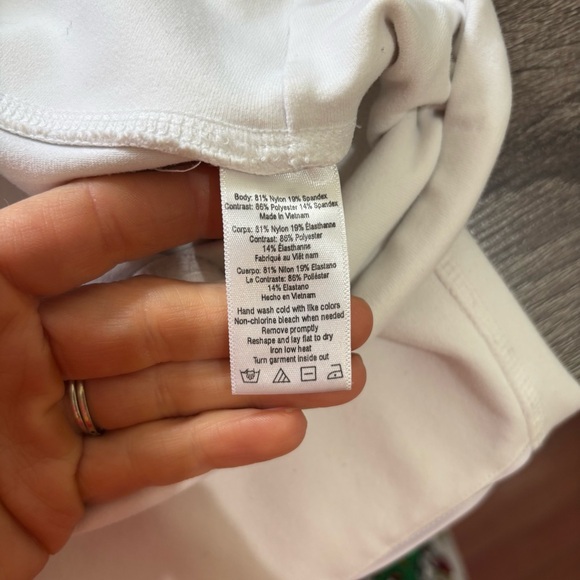 Body: 81% Nylon 19% Spandex
Contrast: 86% Polyester 14% Spandex
Made in Vietnam
Corps: 81% Nylon 19% Élasthanne
Contrast: 86% Polyester
14% Élasthanne
Fabriqué au Viêt nam
Cuerpo: 81% Nilon 19% Elastano
Le Contraste: 86% Poliéster
14% Elastano
Hecho en Vietnam
Hand wash cold with like colors
Non-chlorine bleach when needed
Remove promptly
Reshape and lay flat to dry
Iron low heat
Turn garment inside out